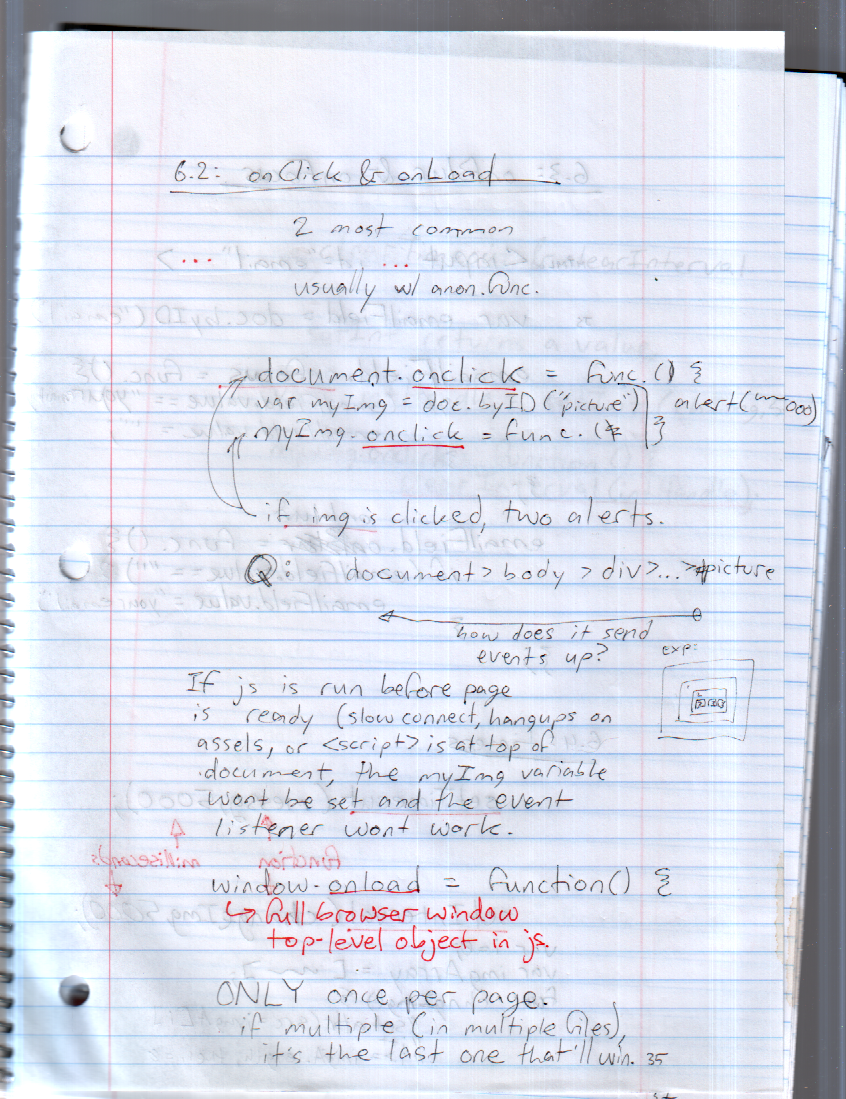 6.2: onClick & onLoad
2 most common
usually w/ anon.func.
document.onclick = func.() {
var myImg = doc.byID("picture") alert(ooo)
myImg.onclick = func.( }
if img is clicked, two alerts.
Q: document > body > div > ... > picture
how does it send
events up?
exp:
If js is run before page
is ready (slow connect, hangups on
assels, or <script> is at top of
document, the myImg variable
wont be set and the event
listener wont work.
window.onload = function() {
↳ full browser window
top-level object in js.
ONLY once per page.
if multiple (in multiple files),
it's the last one that'll win. 35